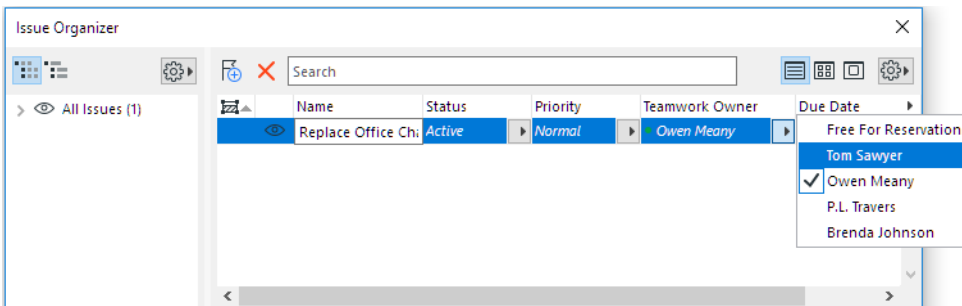 Issue Organizer
Search
All Issues (1)
Name Status Priority Teamwork Owner Due Date
Replace Office Active Normal Owen Meany
Free For Reservation
Tom Sawyer
Owen Meany
P.L. Travers
Brenda Johnson